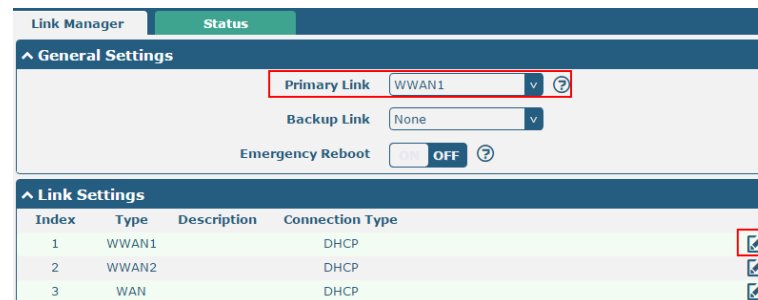 Link Manager Status
General Settings
Primary Link WWAN1 v ?
Backup Link None v
Emergency Reboot ON OFF ?
Link Settings
Index Type Description Connection Type
1 WWAN1 DHCP
2 WWAN2 DHCP
3 WAN DHCP